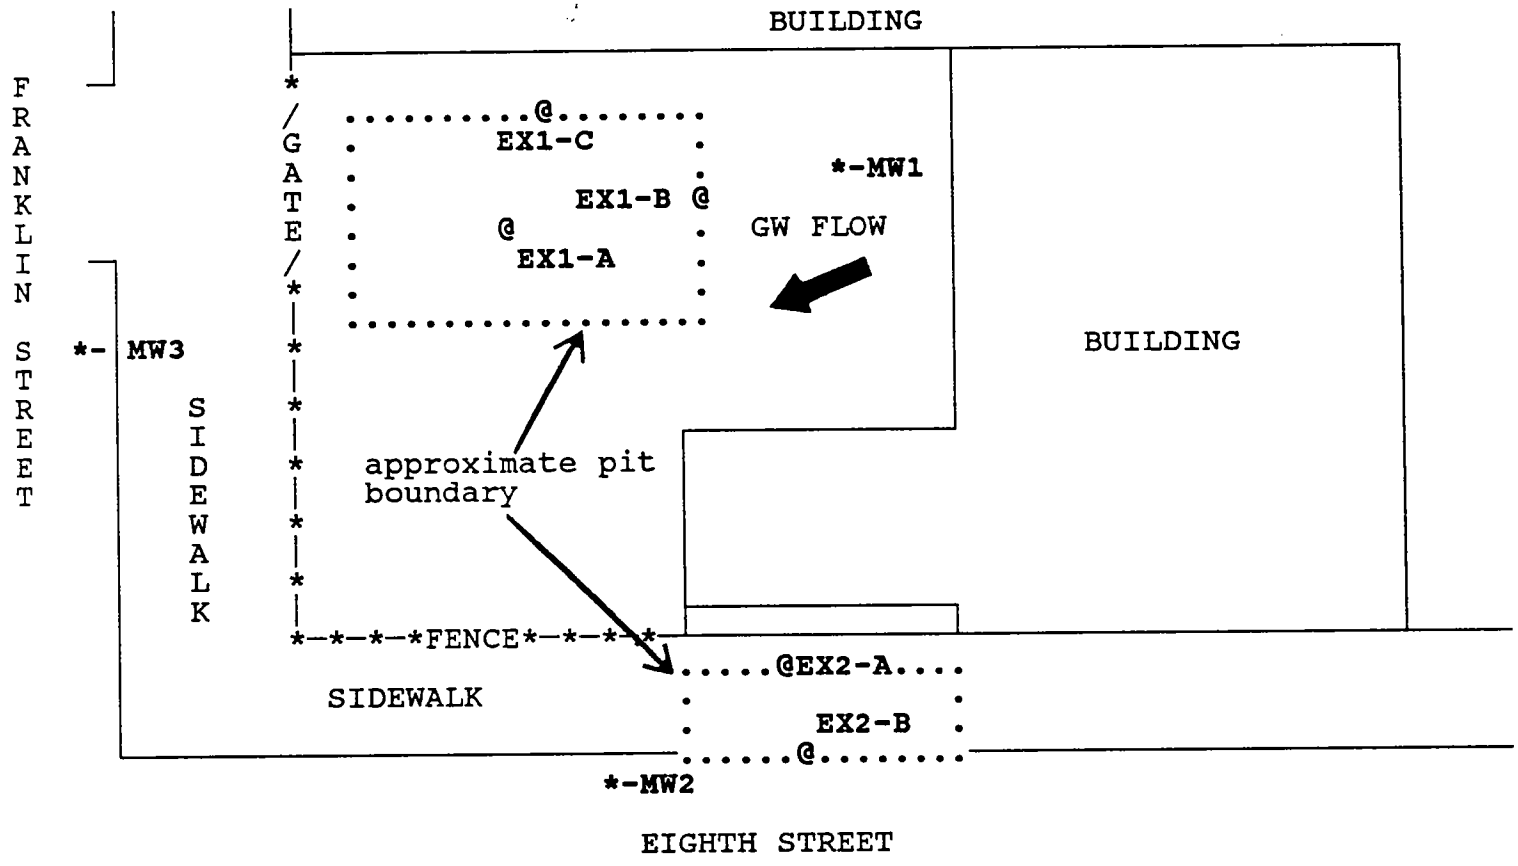 BUILDING
FRANKLIN STREET
*/GATE/*
@
EX1-C
*-MW1
EX1-B @
@
GW FLOW
EX1-A
*- MW3
BUILDING
SIDEWALK
approximate pit
boundary
*-*-*-*FENCE*-*-*-*
@EX2-A
SIDEWALK
EX2-B
@
*-MW2
EIGHTH STREET